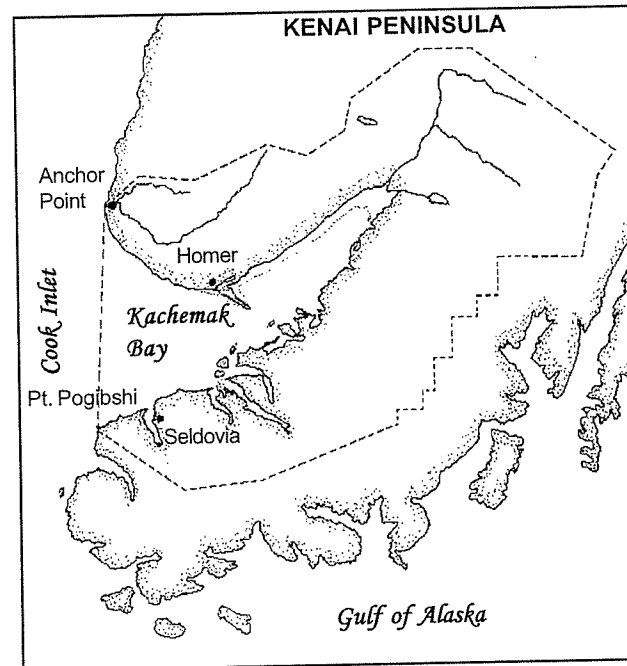 KENAI PENINSULA
Anchor
Point
Homer
Cook Inlet
Kachemak
Bay
Pt. Pogibshi
Seldovia
Gulf of Alaska